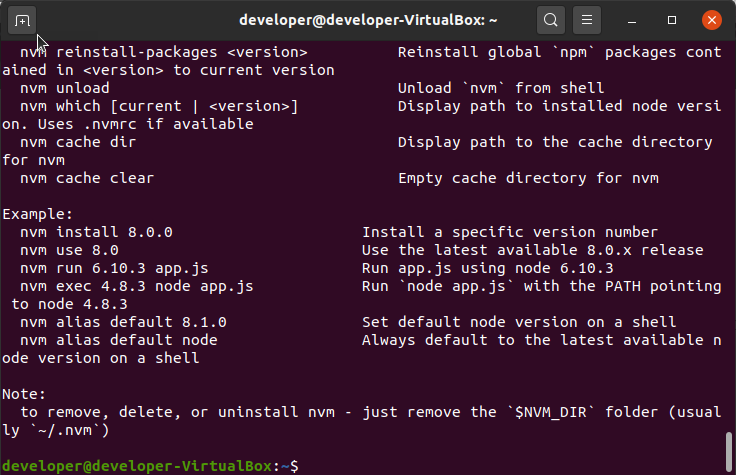 developer@developer-VirtualBox: ~
nvm reinstall-packages <version>          Reinstall global `npm` packages cont
ained in <version> to current version
nvm unload                                Unload `nvm` from shell
nvm which [current | <version>]           Display path to installed node versi
on. Uses .nvmrc if available
nvm cache dir                             Display path to the cache directory
for nvm
nvm cache clear                           Empty cache directory for nvm
Example:
nvm install 8.0.0                     Install a specific version number
nvm use 8.0                           Use the latest available 8.0.x release
nvm run 6.10.3 app.js                 Run app.js using node 6.10.3
nvm exec 4.8.3 node app.js            Run `node app.js` with the PATH pointing
to node 4.8.3
nvm alias default 8.1.0               Set default node version on a shell
nvm alias default node                Always default to the latest available n
ode version on a shell
Note:
to remove, delete, or uninstall nvm - just remove the `$NVM_DIR` folder (usual
ly `~/.nvm`)
developer@developer-VirtualBox:~$